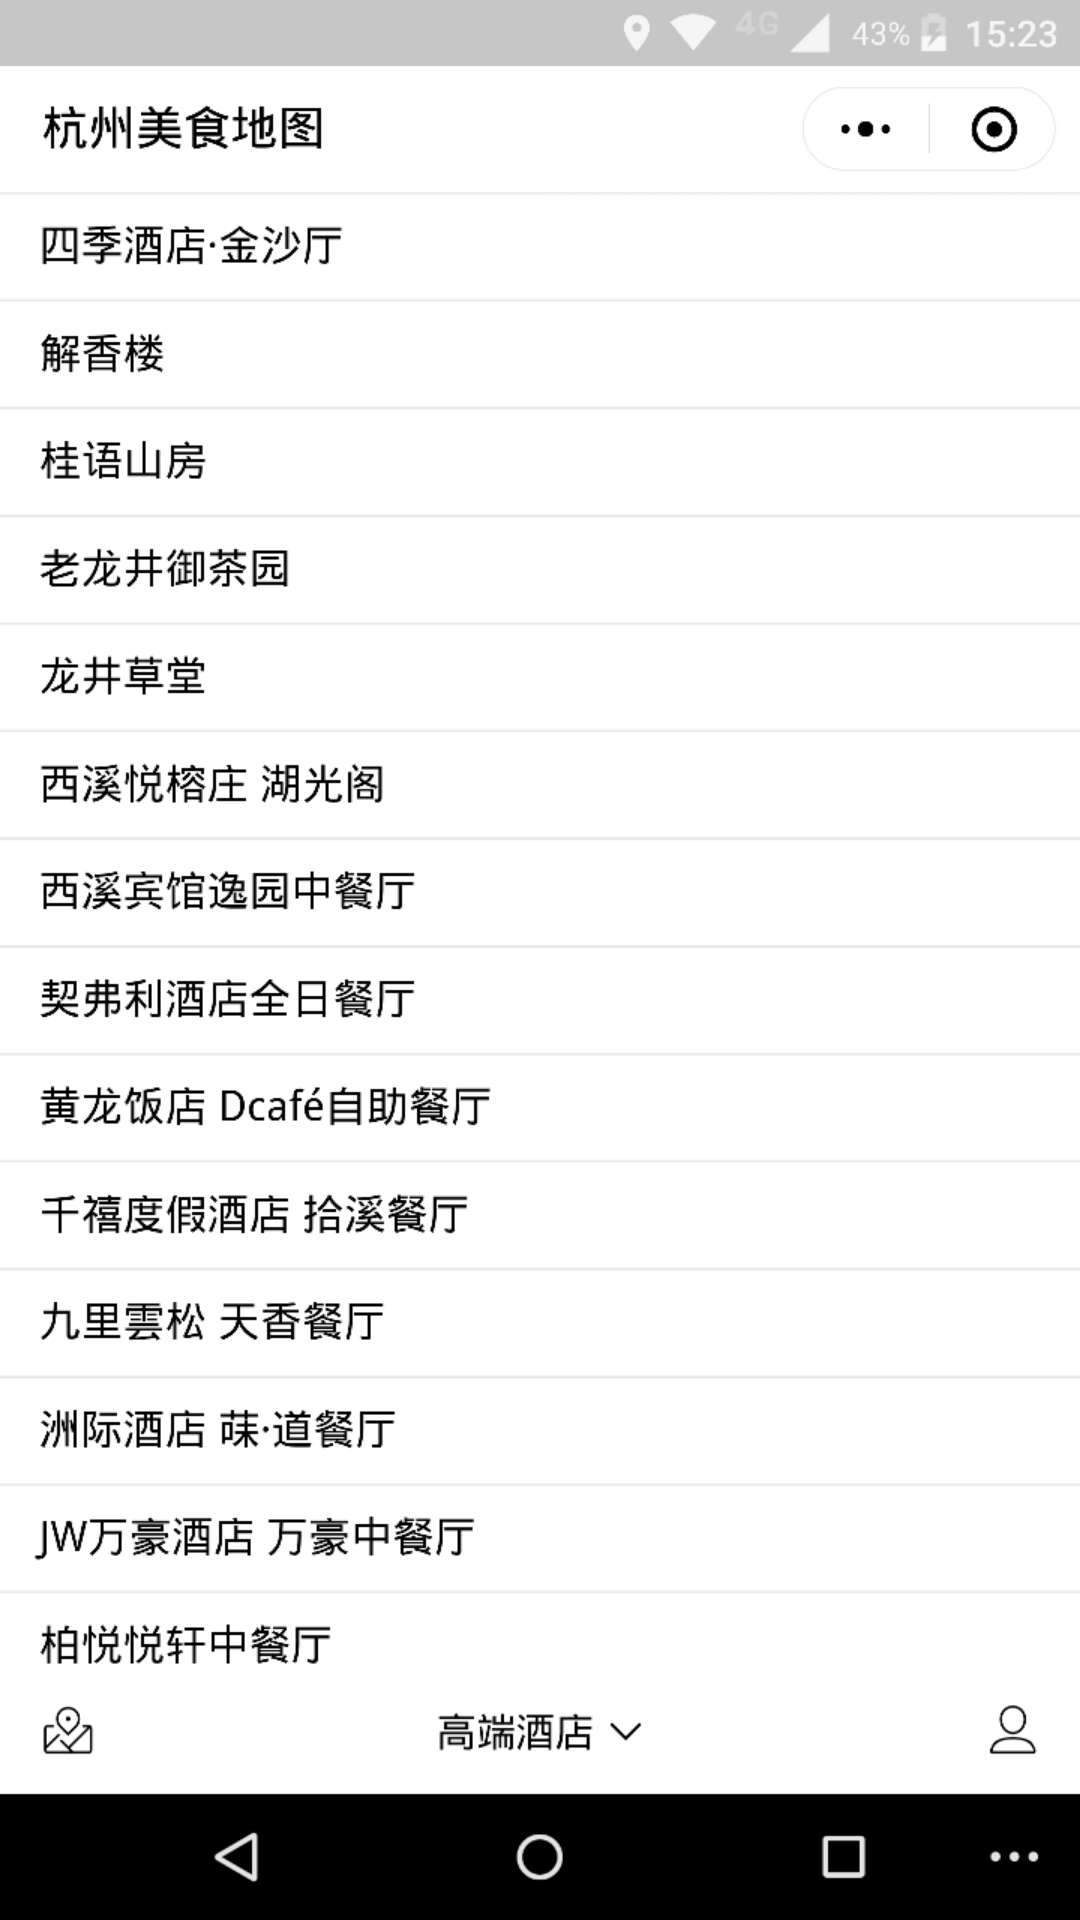 4G 43% 15:23
杭州美食地图
四季酒店·金沙厅
解香楼
桂语山房
老龙井御茶园
龙井草堂
西溪悦榕庄 湖光阁
西溪宾馆逸园中餐厅
契弗利酒店全日餐厅
黄龙饭店 Dcafé自助餐厅
千禧度假酒店 拾溪餐厅
九里雲松 天香餐厅
洲际酒店 菋·道餐厅
JW万豪酒店 万豪中餐厅
柏悦悦轩中餐厅
高端酒店